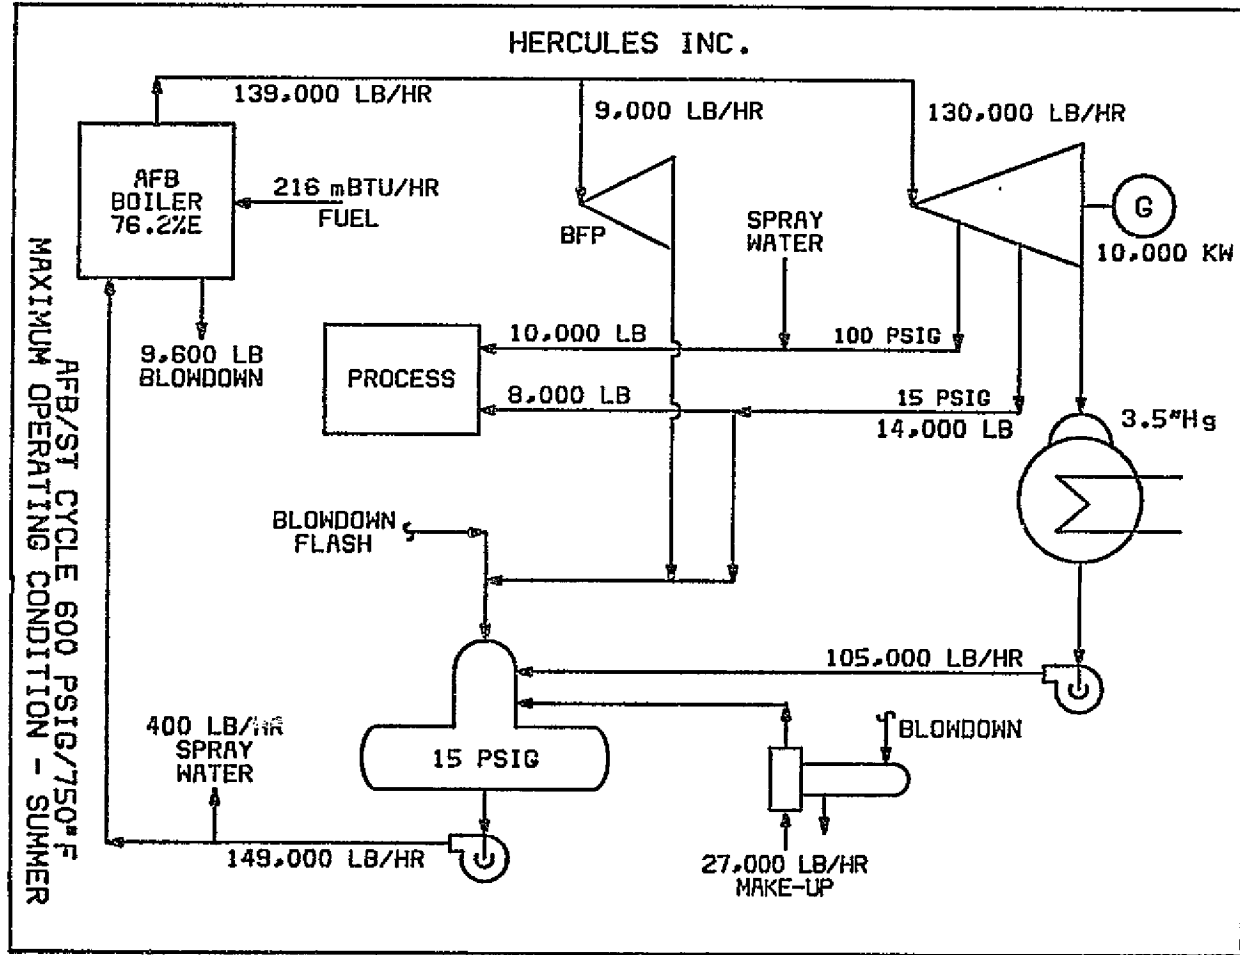 HERCULES INC.
139,000 LB/HR
9,000 LB/HR
130,000 LB/HR
AFB
BOILER
76.2%E
216 mBTU/HR
FUEL
BFP
SPRAY
WATER
G
10,000 KW
9,600 LB
BLOWDOWN
PROCESS
10,000 LB
100 PSIG
8,000 LB
15 PSIG
14,000 LB
3.5"Hg
BLOWDOWN
FLASH
105,000 LB/HR
400 LB/HR
SPRAY
WATER
15 PSIG
BLOWDOWN
149,000 LB/HR
27,000 LB/HR
MAKE-UP
AFB/ST CYCLE 600 PSIG/750°F
MAXIMUM OPERATING CONDITION - SUMMER